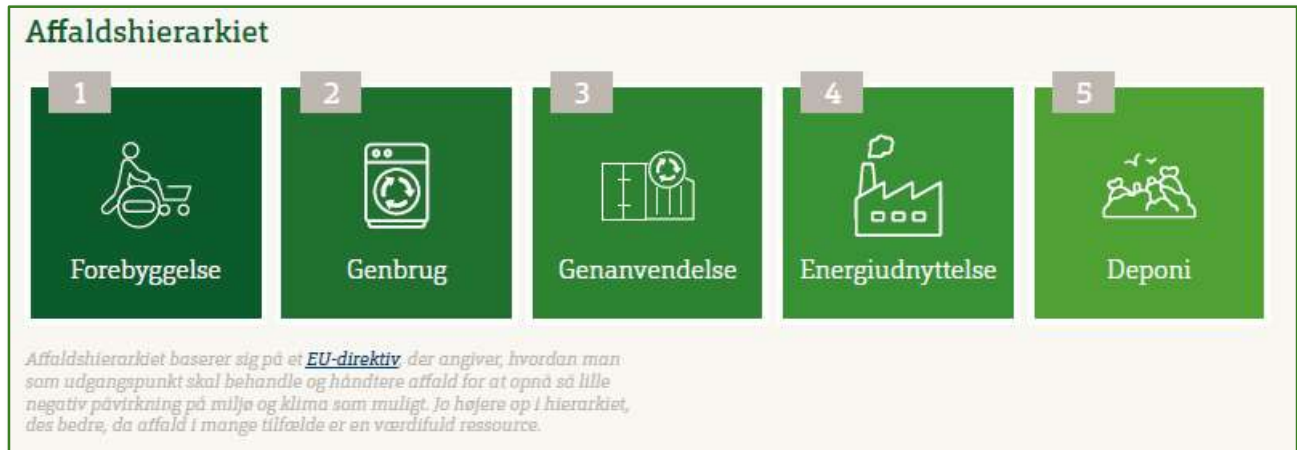 Affaldshierarkiet
1
2
3
4
5
Forebyggelse
Genbrug
Genanvendelse
Energiudnyttelse
Deponi
Affaldshierarkiet baserer sig på et EU-direktiv, der angiver, hvordan man
som udgangspunkt skal behandle og håndtere affald for at opnå så lille
negativ påvirkning på miljø og klima som muligt. Jo højere op i hierarkiet,
des bedre, da affald i mange tilfælde er en værdifuld ressource.